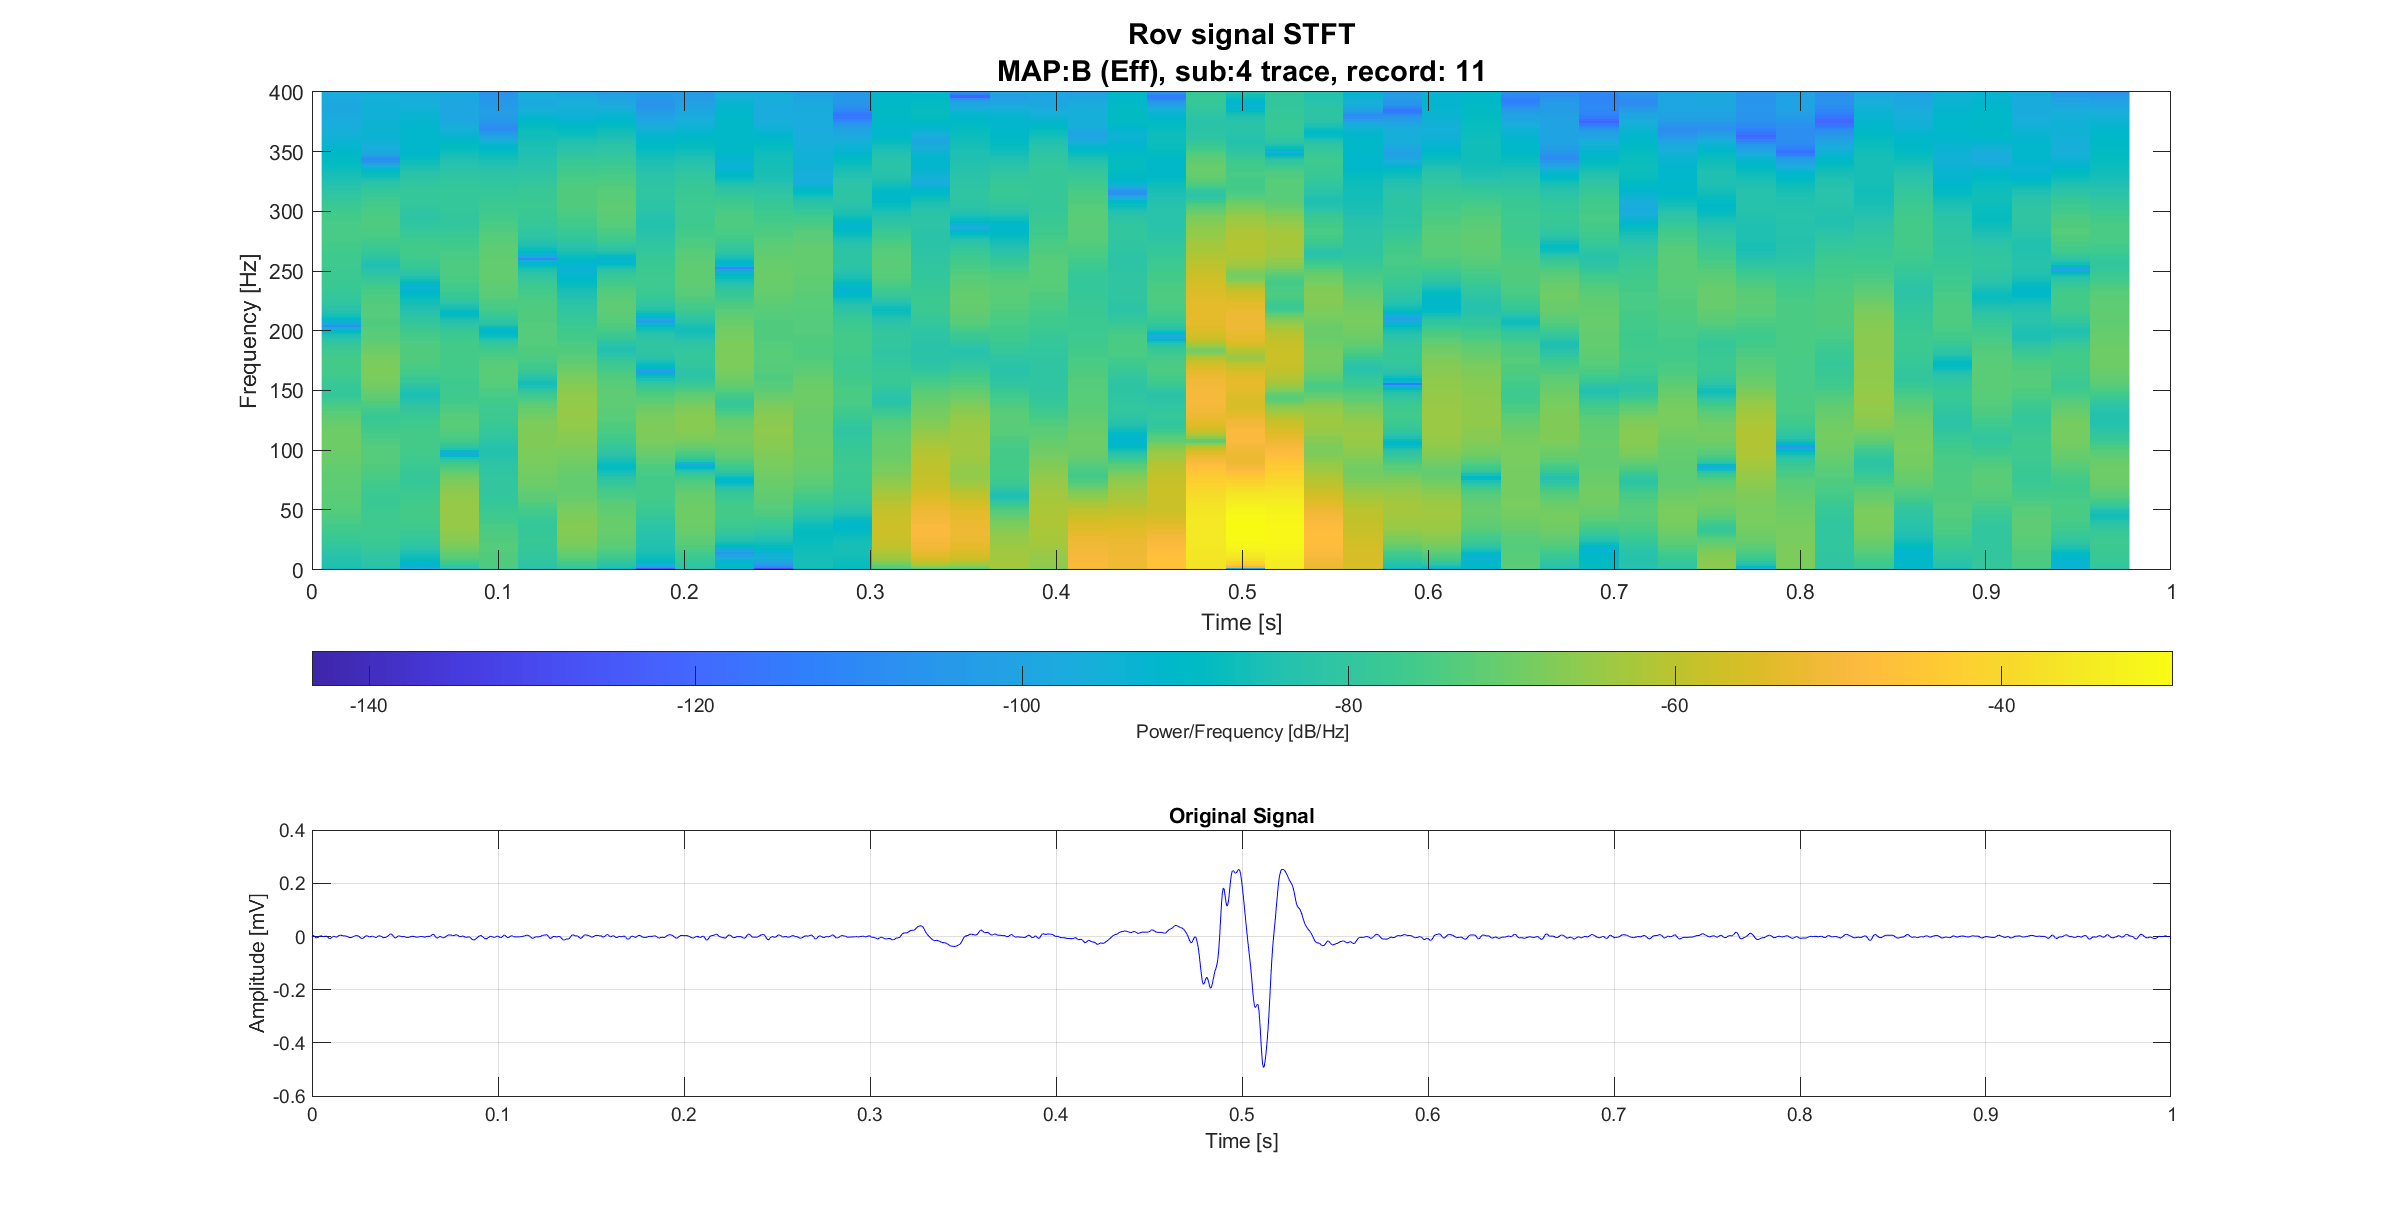 Rov signal STFT
MAP:B (Eff), sub:4 trace, record: 11
400
350
300
250
200
150
100
50
0
Frequency [Hz]
0 0.1 0.2 0.3 0.4 0.5 0.6 0.7 0.8 0.9 1
Time [s]
-140 -120 -100 -80 -60 -40
Power/Frequency [dB/Hz]
Original Signal
0.4
0.2
0
-0.2
-0.4
-0.6
Amplitude [mV]
0 0.1 0.2 0.3 0.4 0.5 0.6 0.7 0.8 0.9 1
Time [s]